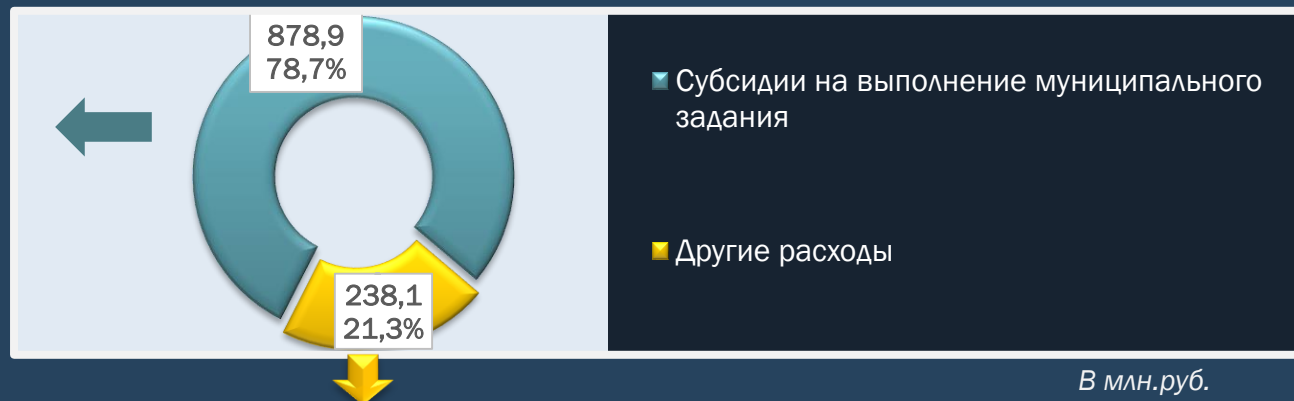 878,9
78,7%
Субсидии на выполнение муниципального
задания
Другие расходы
238,1
21,3%
В млн.руб.